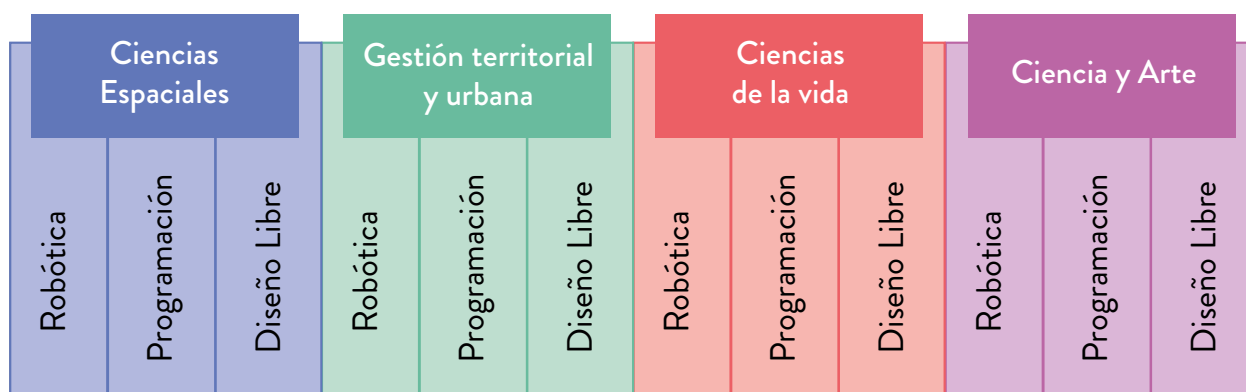 Ciencias
Espaciales
Robótica
Programación
Diseño Libre
Gestión territorial
y urbana
Robótica
Programación
Diseño Libre
Ciencias
de la vida
Robótica
Programación
Diseño Libre
Ciencia y Arte
Robótica
Programación
Diseño Libre